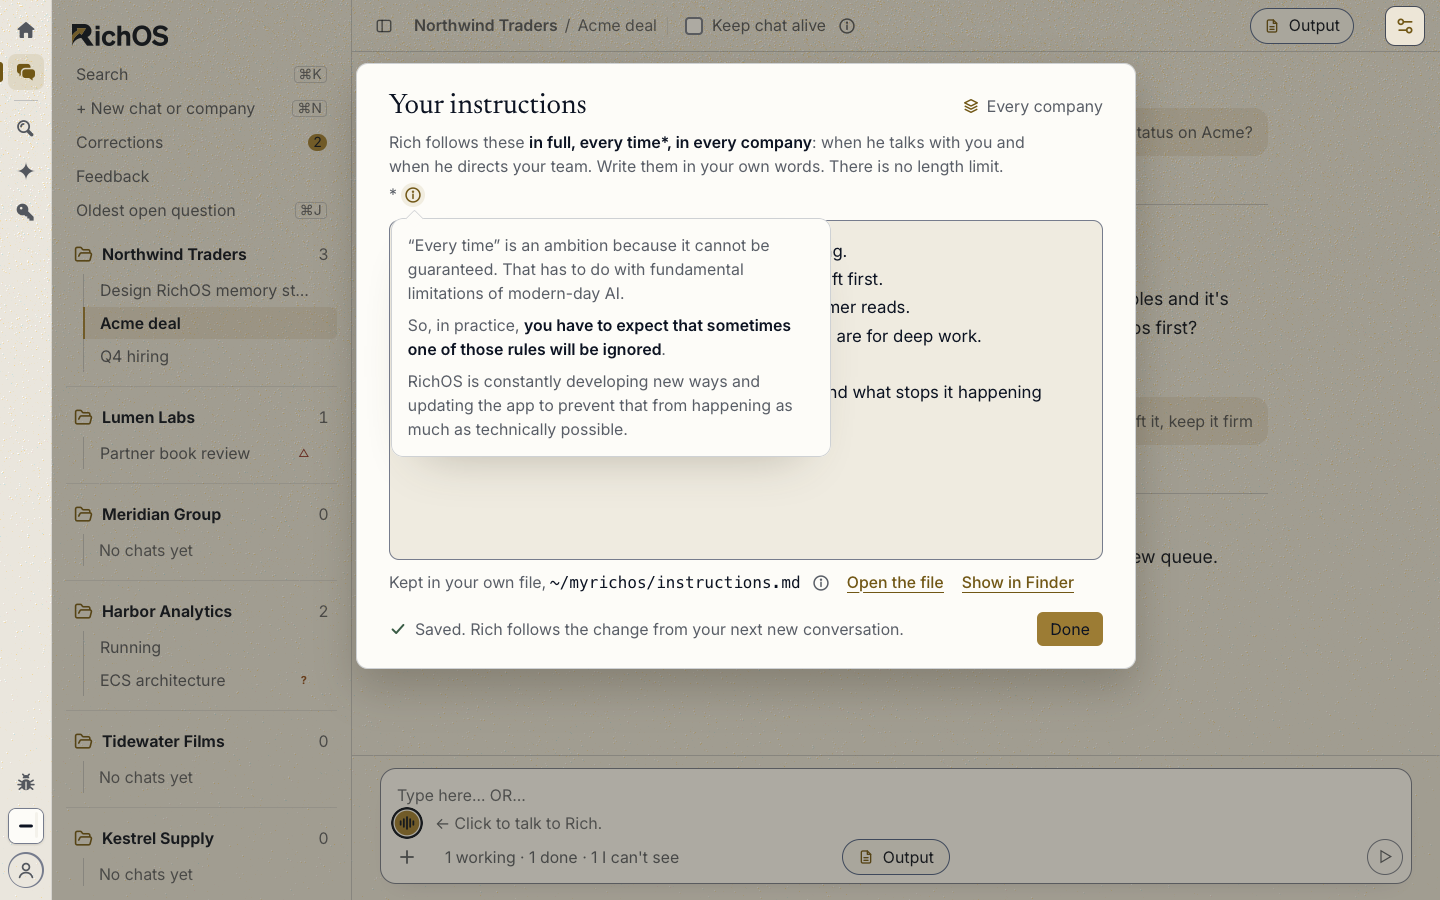 RichOS
Search ⌘K
+ New chat or company ⌘N
Corrections 2
Feedback
Oldest open question ⌘J
Northwind Traders 3
Design RichOS memory st...
Acme deal
Q4 hiring
Lumen Labs 1
Partner book review
Meridian Group 0
No chats yet
Harbor Analytics 2
Running
ECS architecture ?
Tidewater Films 0
No chats yet
Kestrel Supply 0
No chats yet
Northwind Traders / Acme deal Keep chat alive Output
tatus on Acme?
Your instructions Every company
Rich follows these in full, every time*, in every company: when he talks with you and
when he directs your team. Write them in your own words. There is no length limit.
*
“Every time” is an ambition because it cannot be
guaranteed. That has to do with fundamental
limitations of modern-day AI.
So, in practice, you have to expect that sometimes
one of those rules will be ignored.
RichOS is constantly developing new ways and
updating the app to prevent that from happening as
much as technically possible.
g.
ft first.
mer reads.
are for deep work.
nd what stops it happening
Kept in your own file, ~/myrichos/instructions.md Open the file Show in Finder
Saved. Rich follows the change from your next new conversation. Done
les and it's
s first?
ft it, keep it firm
ew queue.
Type here... OR...
← Click to talk to Rich.
1 working · 1 done · 1 I can't see Output